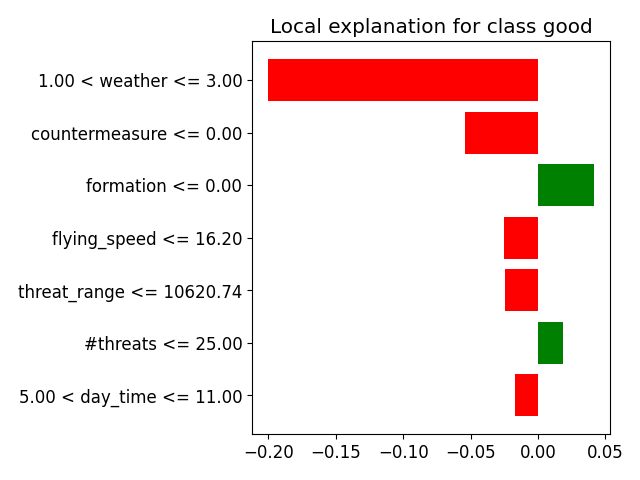 Local explanation for class good
1.00 < weather <= 3.00
countermeasure <= 0.00
formation <= 0.00
flying_speed <= 16.20
threat_range <= 10620.74
#threats <= 25.00
5.00 < day_time <= 11.00
−0.20 −0.15 −0.10 −0.05 0.00 0.05